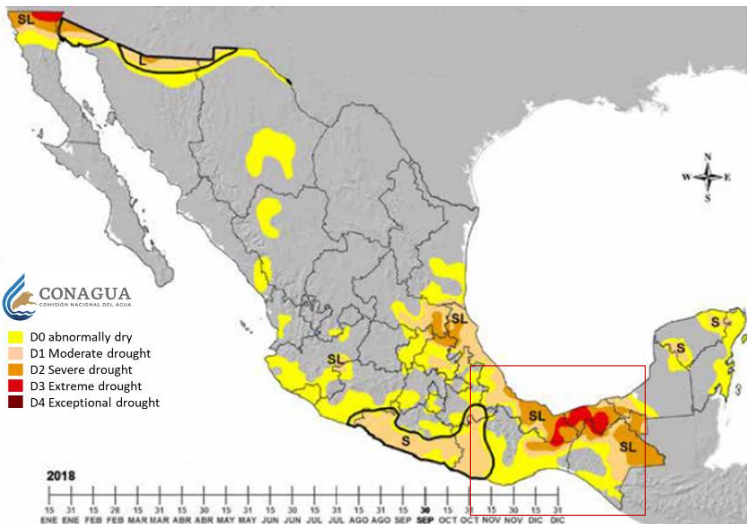 SL
L
N
W E
S
CONAGUA
COMISIÓN NACIONAL DEL AGUA
S
S
SL
D0 abnormally dry
D1 Moderate drought
D2 Severe drought
D3 Extreme drought
D4 Exceptional drought
SL
SL
SL
S
2018
15 31 15 28 15 31 15 30 15 31 15 30 15 31 15 31 15 30 15 31 15 30 15 31
ENE ENE FEB FEB MAR MAR ABR ABR MAY MAY JUN JUN JUL JUL AGO AGO SEP SEP OCT OCT NOV NOV DIC DIC